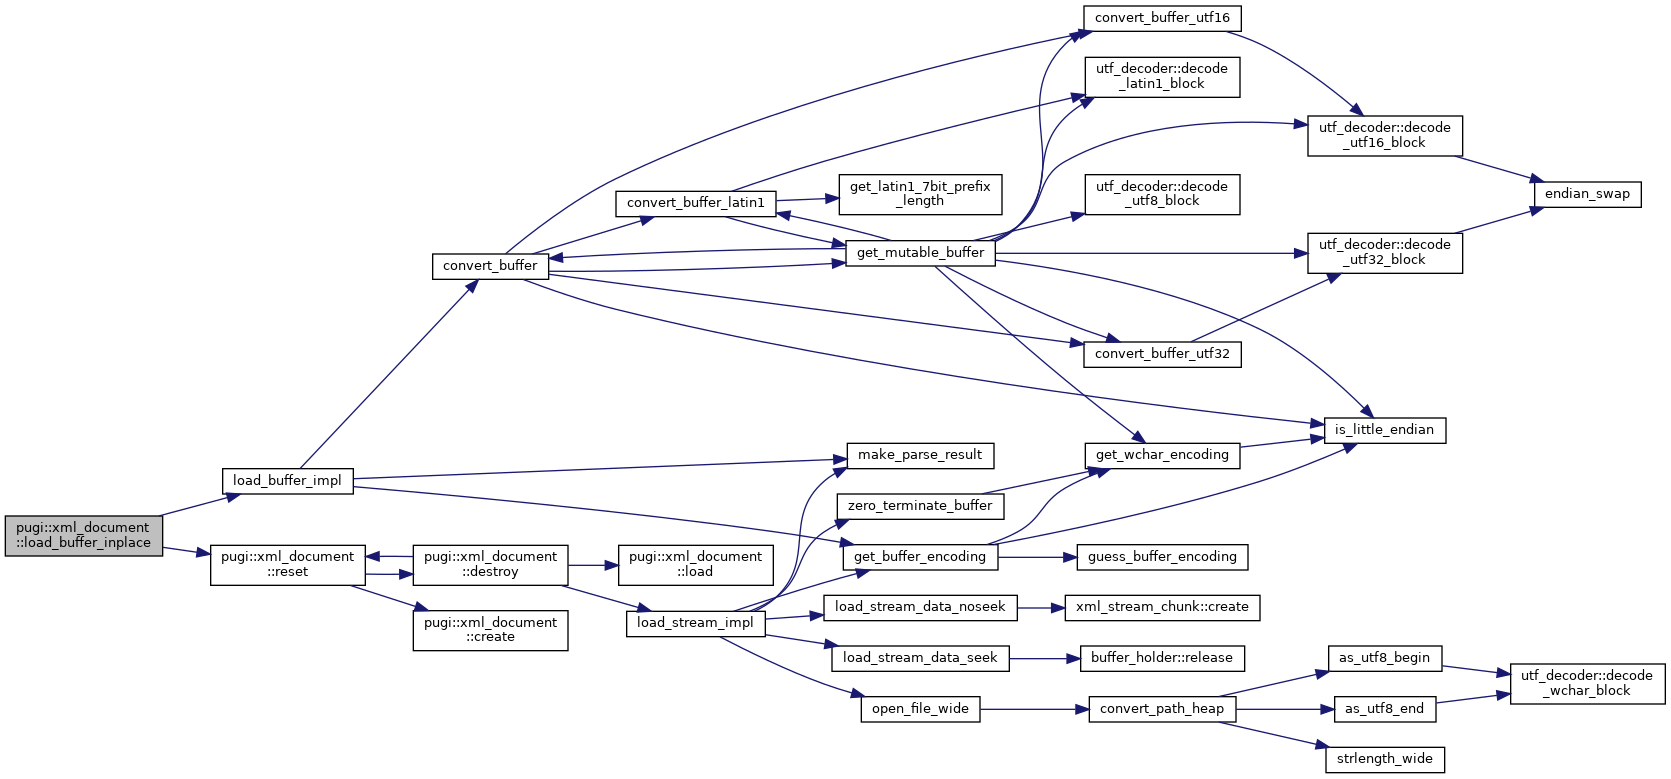 convert_buffer_utf16
utf_decoder::decode
_latin1_block
utf_decoder::decode
_utf16_block
get_latin1_7bit_prefix
_length
utf_decoder::decode
_utf8_block
endian_swap
convert_buffer_latin1
get_mutable_buffer
utf_decoder::decode
_utf32_block
convert_buffer
convert_buffer_utf32
is_little_endian
make_parse_result
get_wchar_encoding
load_buffer_impl
zero_terminate_buffer
pugi::xml_document
::load_buffer_inplace
get_buffer_encoding
guess_buffer_encoding
pugi::xml_document
::reset
pugi::xml_document
::destroy
pugi::xml_document
::load
load_stream_data_noseek
xml_stream_chunk::create
pugi::xml_document
::create
load_stream_impl
load_stream_data_seek
buffer_holder::release
as_utf8_begin
utf_decoder::decode
_wchar_block
open_file_wide
convert_path_heap
as_utf8_end
strlength_wide